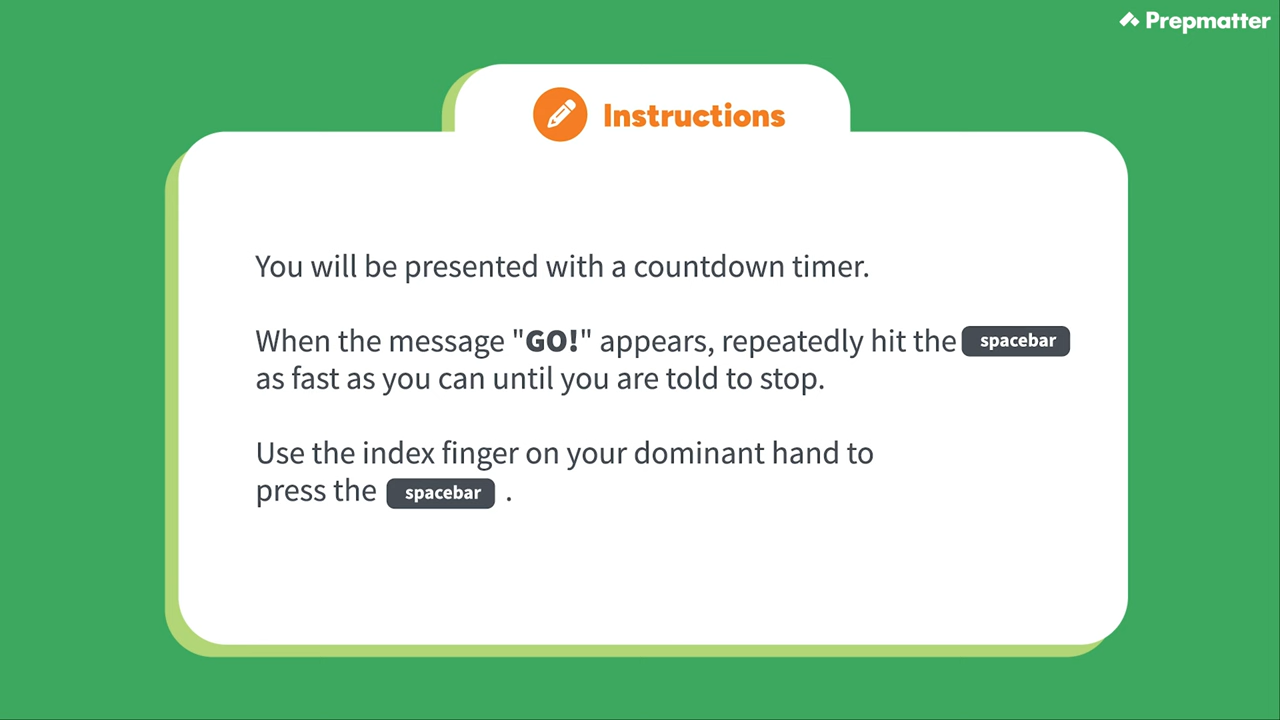 Prepmatter
Instructions
You will be presented with a countdown timer.
When the message "GO!" appears, repeatedly hit the spacebar
as fast as you can until you are told to stop.
Use the index finger on your dominant hand to
press the spacebar .